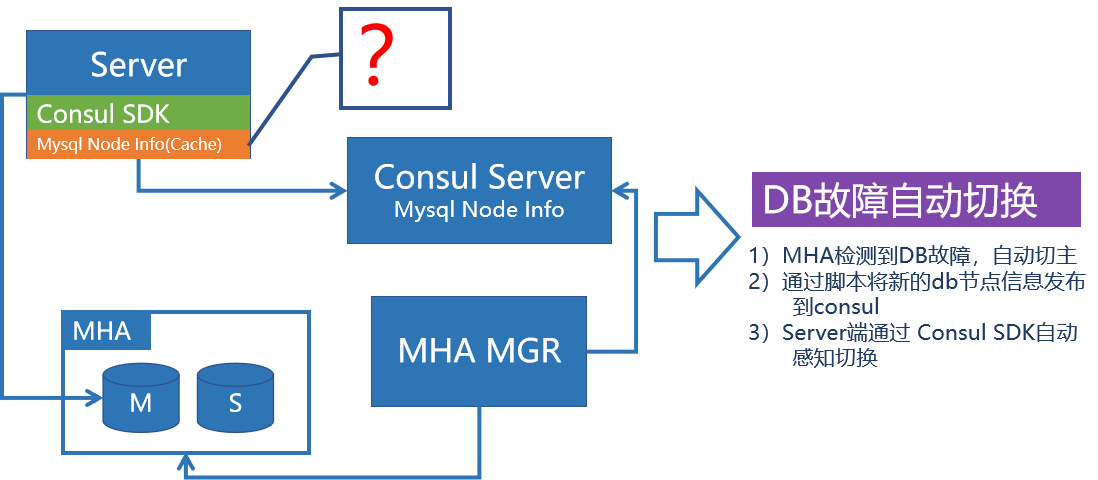 Server
Consul SDK
Mysql Node Info(Cache)
?
Consul Server
Mysql Node Info
MHA MGR
MHA
M
S
DB故障自动切换
1）MHA检测到DB故障，自动切主
2）通过脚本将新的db节点信息发布
到consul
3）Server端通过 Consul SDK自动
感知切换